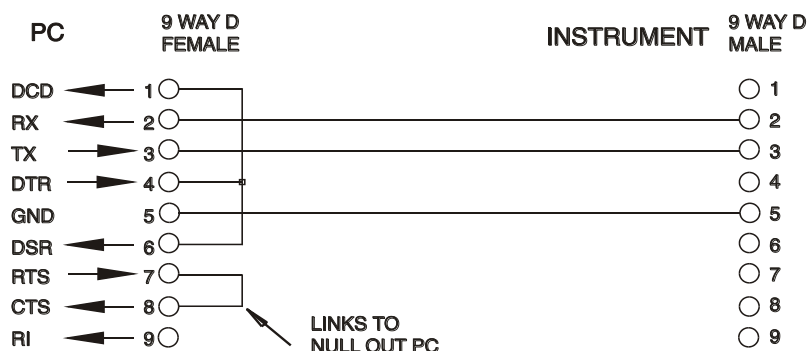 PC
9 WAY D
FEMALE
INSTRUMENT
9 WAY D
MALE
DCD 1 1
RX 2 2
TX 3 3
DTR 4 4
GND 5 5
DSR 6 6
RTS 7 7
CTS 8 8
RI 9 9
LINKS TO
NULL OUT PC